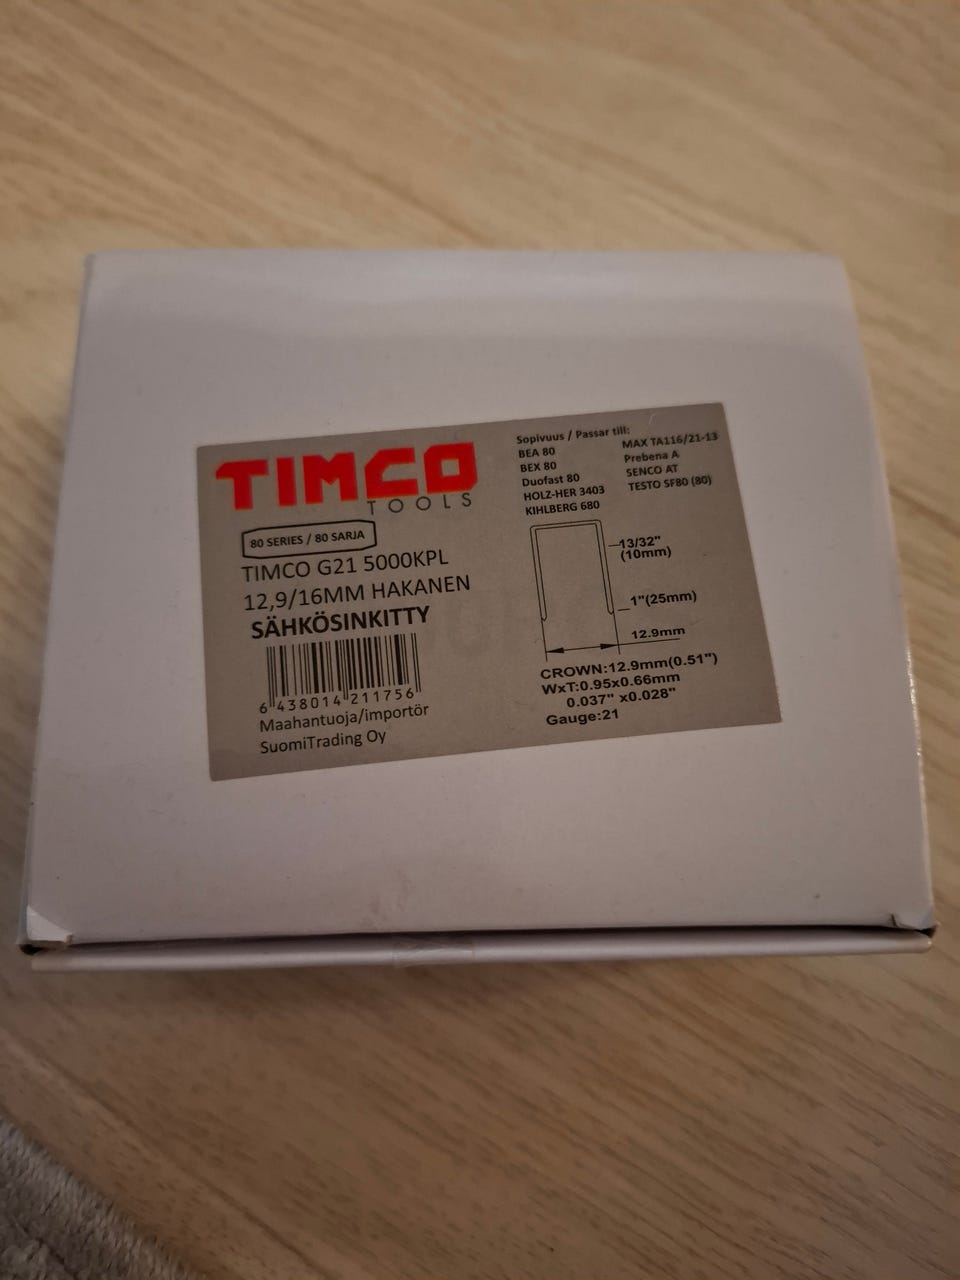 TIMCO
TOOLS
80 SERIES / 80 SARJA
TIMCO G21 5000KPL
12,9/16MM HAKANEN
SÄHKÖSINKITTY
6 438014 211756
Maahantuoja/importör
SuomiTrading Oy
Sopivuus / Passar till:
BEA 80
BEX 80
Duofast 80
HOLZ-HER 3403
KIHLBERG 680
MAX TA116/21-13
Prebena A
SENCO AT
TESTO SF80 (80)
13/32"
(10mm)
1"(25mm)
12.9mm
CROWN:12.9mm(0.51")
WxT:0.95x0.66mm
0.037" x0.028"
Gauge:21